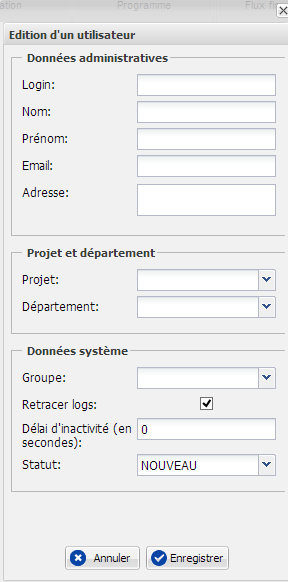 ation Programme Flux fi
Edition d'un utilisateur
Données administratives
Login:
Nom:
Prénom:
Email:
Adresse:
Projet et département
Projet:
Département:
Données système
Groupe:
Retracer logs:
Délai d'inactivité (en
secondes): 0
Statut: NOUVEAU
Annuler Enregistrer